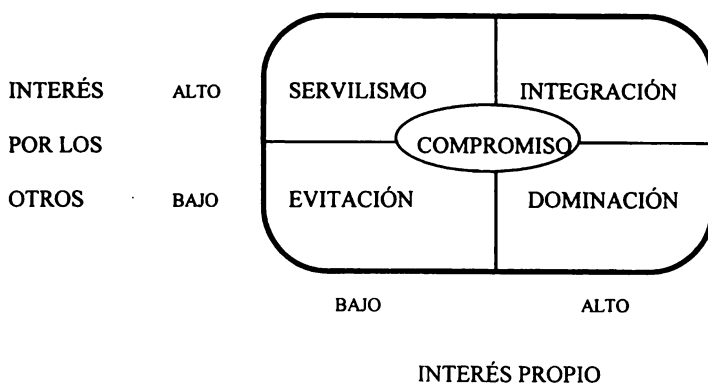 INTERÉS ALTO SERVILISMO INTEGRACIÓN
POR LOS COMPROMISO
OTROS BAJO EVITACIÓN DOMINACIÓN
BAJO ALTO
INTERÉS PROPIO